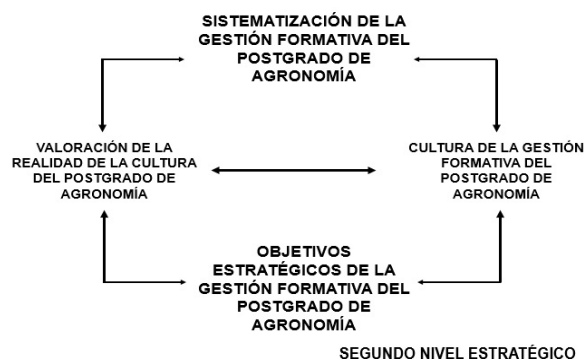 SISTEMATIZACIÓN DE LA
GESTIÓN FORMATIVA DEL
POSTGRADO DE
AGRONOMÍA
VALORACIÓN DE LA
REALIDAD DE LA CULTURA
DEL POSTGRADO DE
AGRONOMÍA
CULTURA DE LA GESTIÓN
FORMATIVA DEL
POSTGRADO DE
AGRONOMÍA
OBJETIVOS
ESTRATÉGICOS DE LA
GESTIÓN FORMATIVA DEL
POSTGRADO DE
AGRONOMÍA
SEGUNDO NIVEL ESTRATÉGICO